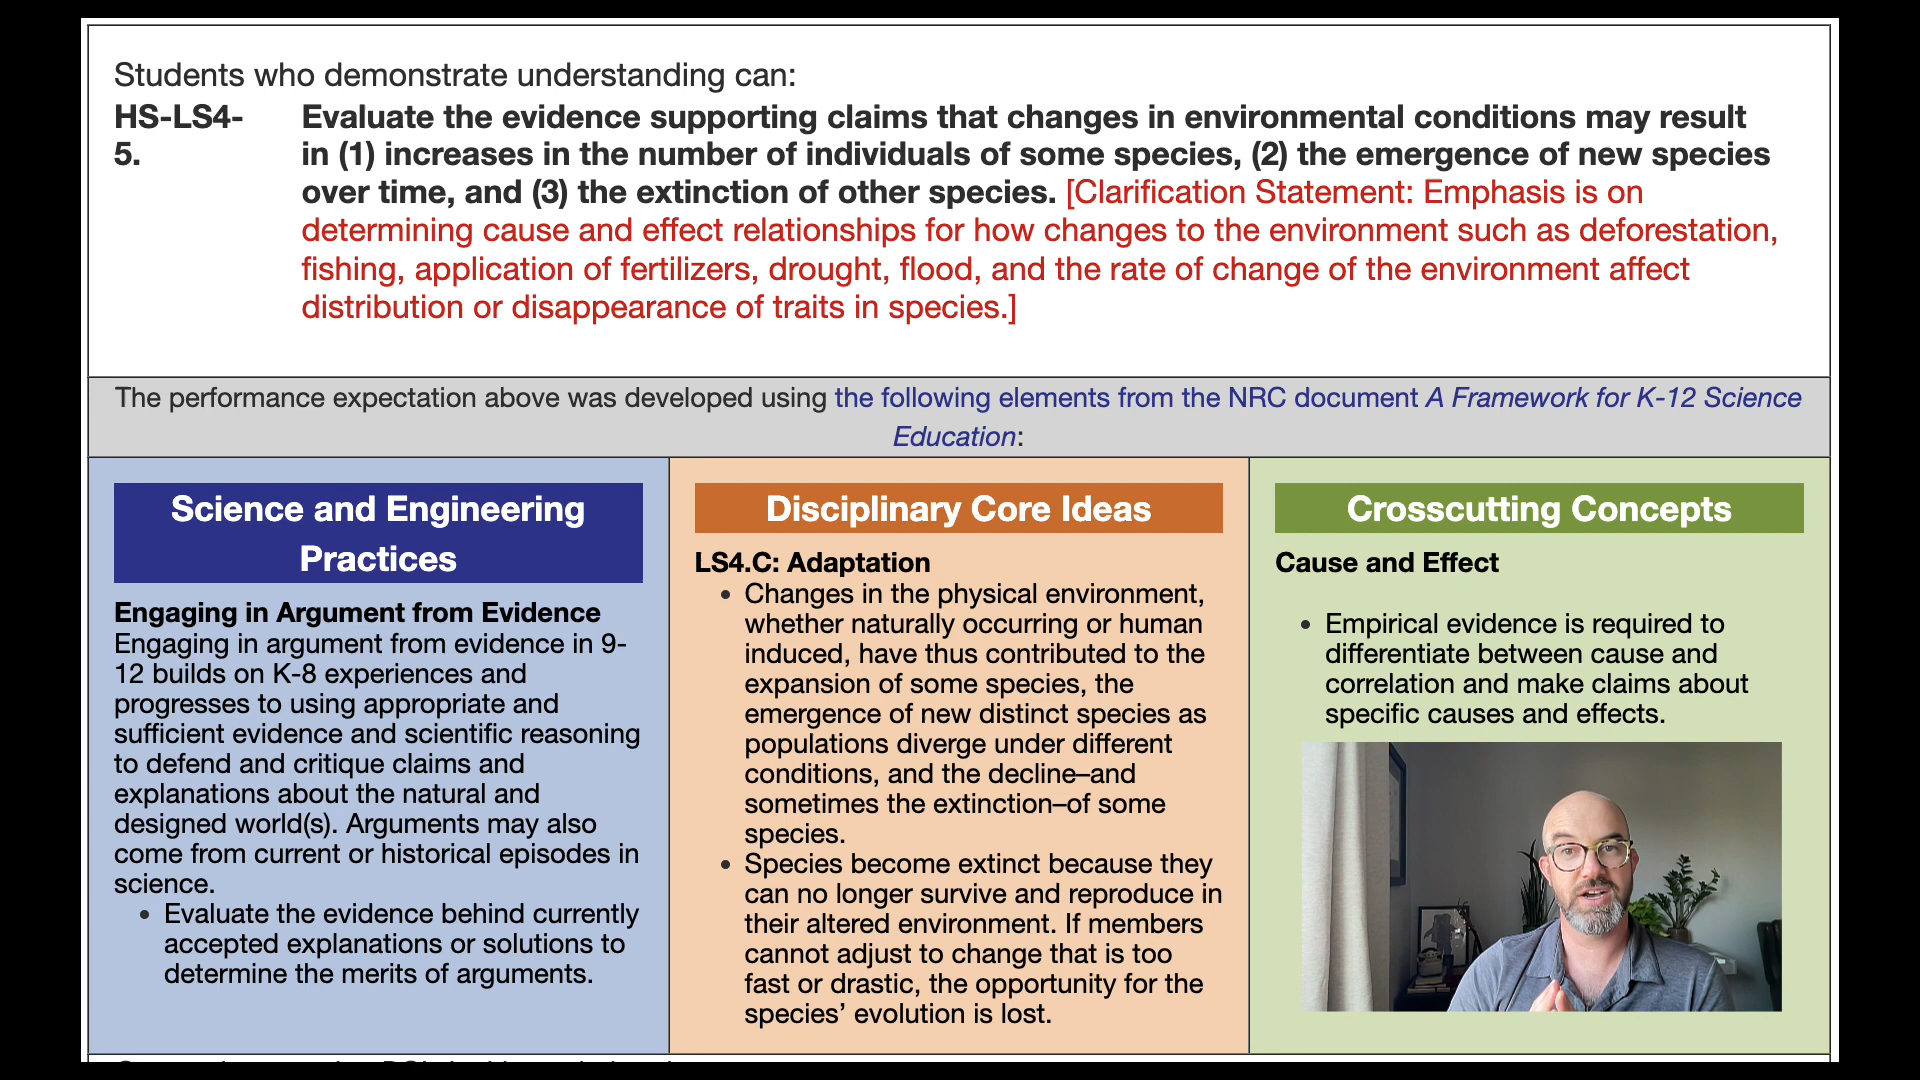 Students who demonstrate understanding can:
HS-LS4-
5.
Evaluate the evidence supporting claims that changes in environmental conditions may result
in (1) increases in the number of individuals of some species, (2) the emergence of new species
over time, and (3) the extinction of other species. [Clarification Statement: Emphasis is on
determining cause and effect relationships for how changes to the environment such as deforestation,
fishing, application of fertilizers, drought, flood, and the rate of change of the environment affect
distribution or disappearance of traits in species.]
The performance expectation above was developed using the following elements from the NRC document A Framework for K-12 Science
Education:
Science and Engineering
Practices
Engaging in Argument from Evidence
Engaging in argument from evidence in 9-
12 builds on K-8 experiences and
progresses to using appropriate and
sufficient evidence and scientific reasoning
to defend and critique claims and
explanations about the natural and
designed world(s). Arguments may also
come from current or historical episodes in
science.
• Evaluate the evidence behind currently
accepted explanations or solutions to
determine the merits of arguments.
Disciplinary Core Ideas
LS4.C: Adaptation
• Changes in the physical environment,
whether naturally occurring or human
induced, have thus contributed to the
expansion of some species, the
emergence of new distinct species as
populations diverge under different
conditions, and the decline–and
sometimes the extinction–of some
species.
• Species become extinct because they
can no longer survive and reproduce in
their altered environment. If members
cannot adjust to change that is too
fast or drastic, the opportunity for the
species’ evolution is lost.
Crosscutting Concepts
Cause and Effect
• Empirical evidence is required to
differentiate between cause and
correlation and make claims about
specific causes and effects.